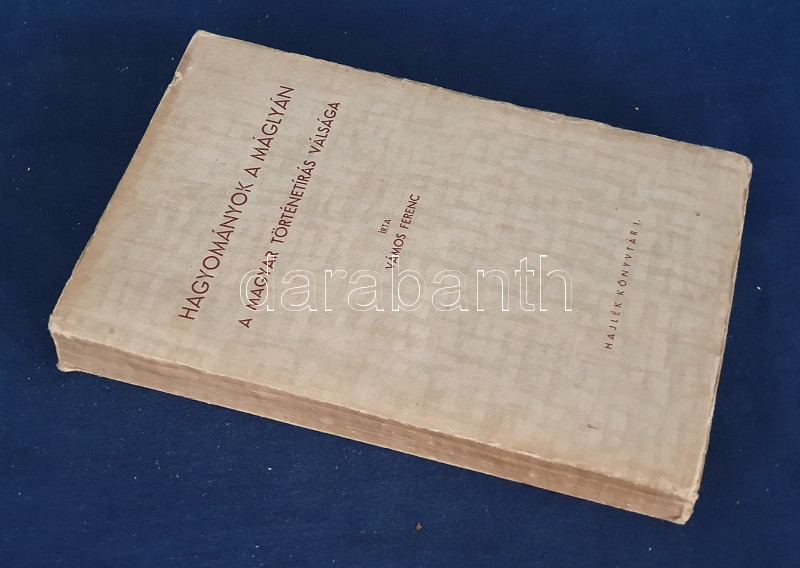 HAGYOMÁNYOK A MÁGLYÁN
A MAGYAR TÖRTÉNETÍRÁS VÁLSÁGA
ÍRTA
VÁMOS FERENC
HAJLÉK KÖNYVTÁR I.
darabanth